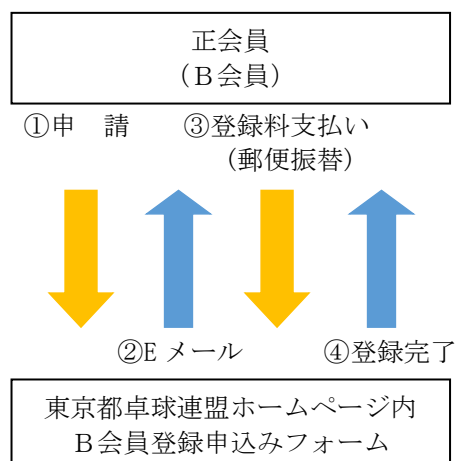 正会員
（Ｂ会員）
①申　請　③登録料支払い
（郵便振替）
②E メール　④登録完了
東京都卓球連盟ホームページ内
Ｂ会員登録申込みフォーム